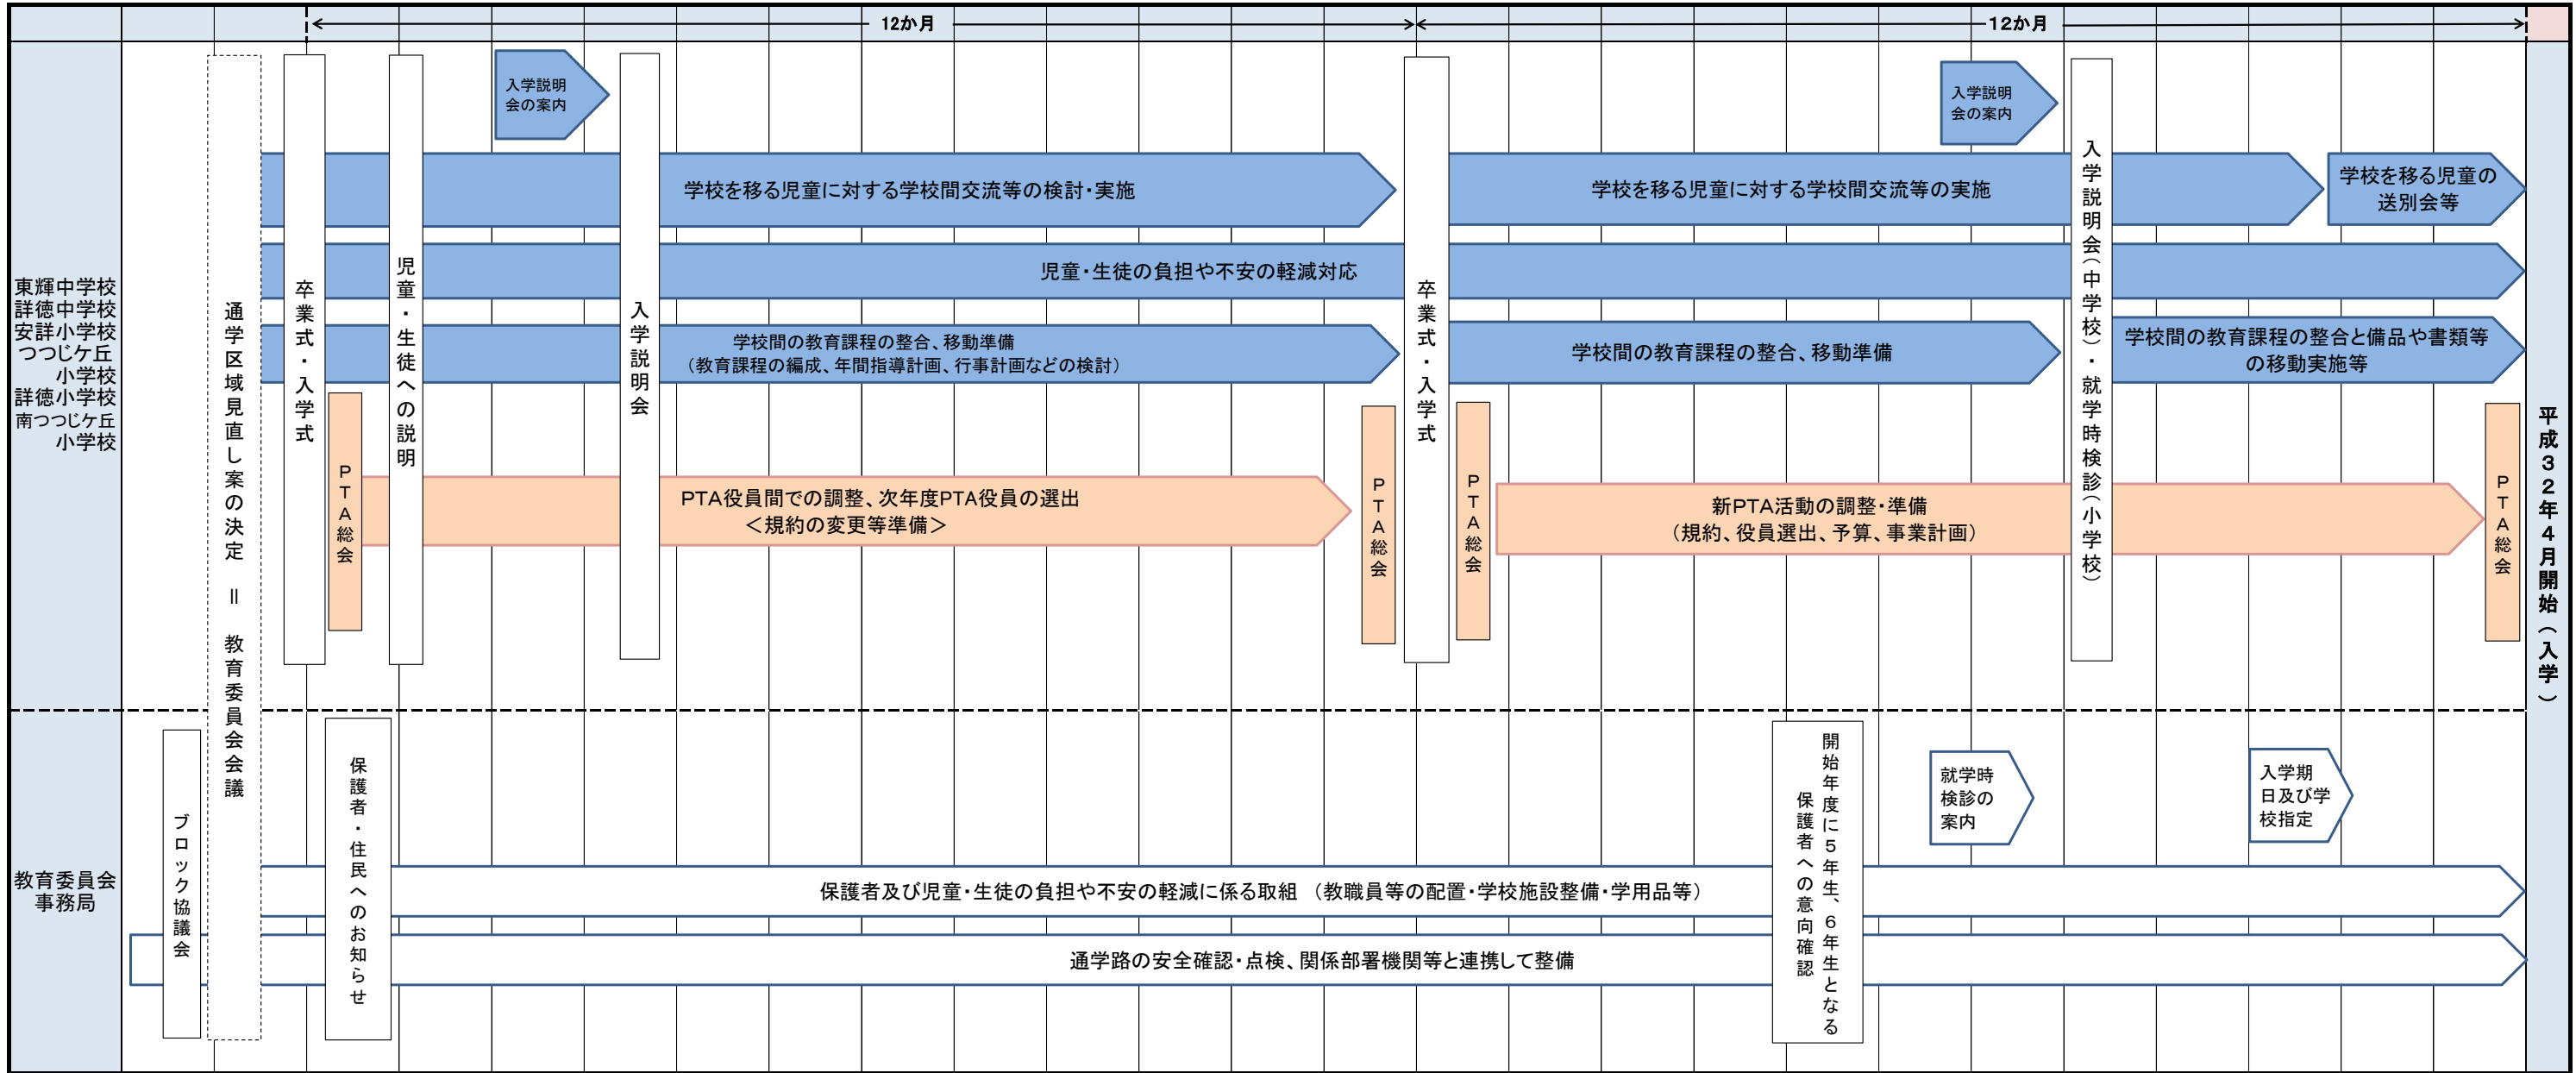 12か月
12か月
東輝中学校
詳徳中学校
安詳小学校
つつじケ丘
小学校
詳徳小学校
南つつじケ丘
小学校
通学区域見直し案の決定 ＝ 教育委員会会議
卒業式・入学式
児童・生徒への説明
入学説明
会の案内
入学説明会
学校を移る児童に対する学校間交流等の検討・実施
児童・生徒の負担や不安の軽減対応
学校間の教育課程の整合、移動準備
（教育課程の編成、年間指導計画、行事計画などの検討）
PTA総会
PTA役員間での調整、次年度PTA役員の選出
＜規約の変更等準備＞
PTA総会
卒業式・入学式
PTA総会
入学説明
会の案内
学校を移る児童に対する学校間交流等の実施
学校間の教育課程の整合、移動準備
新PTA活動の調整・準備
（規約、役員選出、予算、事業計画）
入学説明会（中学校）・就学時検診（小学校）
学校を移る児童の
送別会等
学校間の教育課程の整合と備品や書類等
の移動実施等
PTA総会
平成32年4月開始（入学）
教育委員会
事務局
ブロック協議会
保護者・住民へのお知らせ
保護者及び児童・生徒の負担や不安の軽減に係る取組 （教職員等の配置・学校施設整備・学用品等）
通学路の安全確認・点検、関係部署機関等と連携して整備
開始年度に5年生、6年生となる
保護者への意向確認
就学時
検診の
案内
入学期
日及び学
校指定